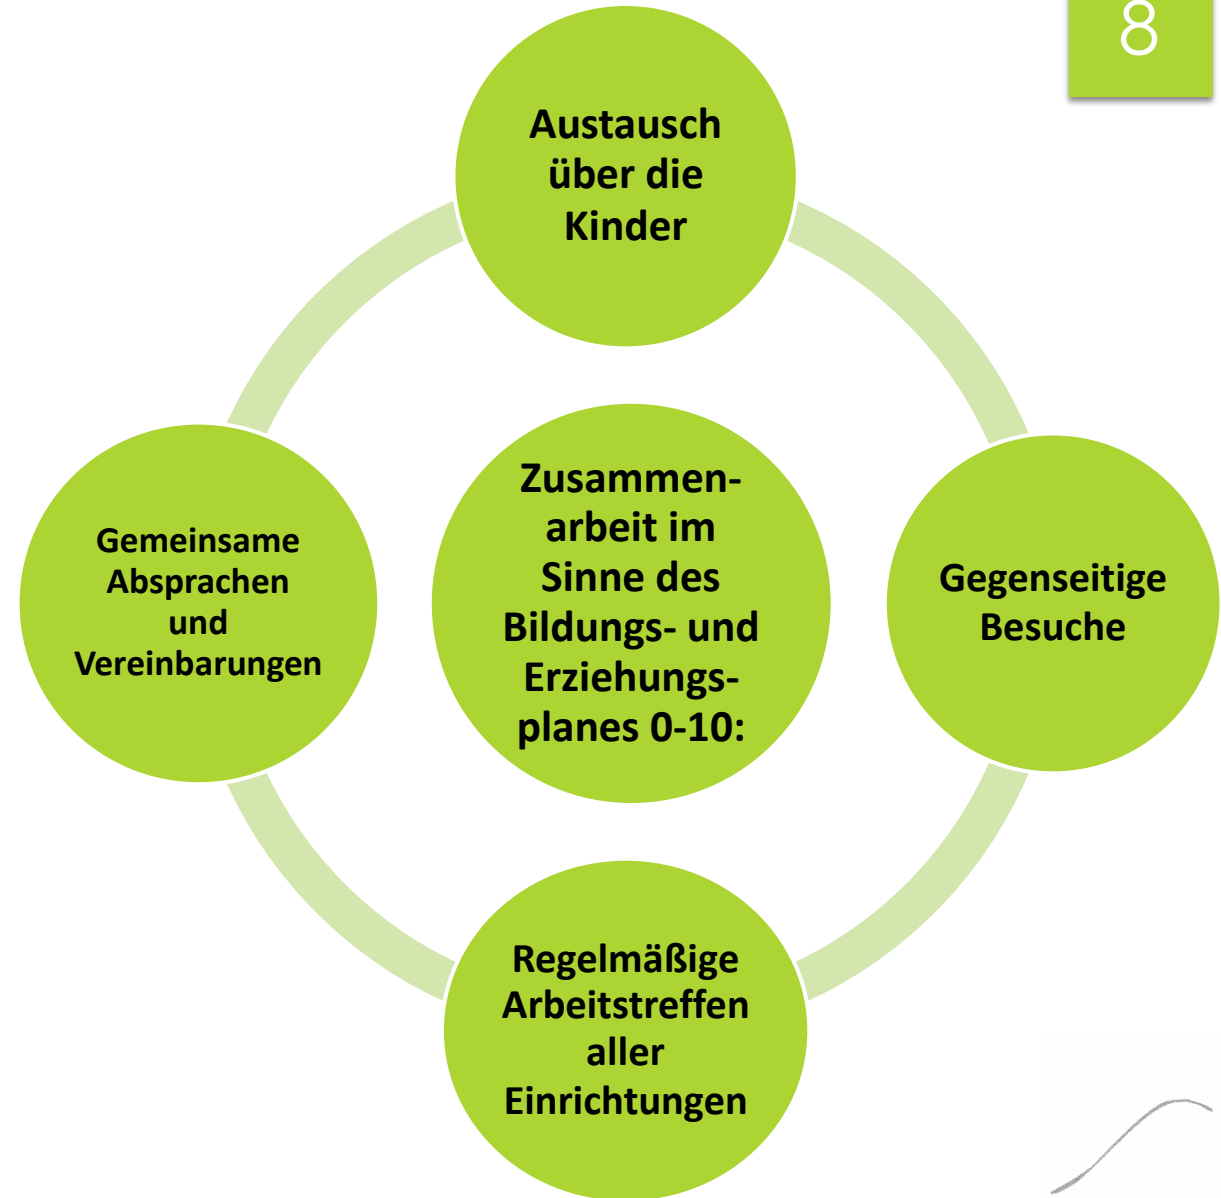 8
Austausch
über die
Kinder
Gemeinsame
Absprachen
und
Vereinbarungen
Zusammen-
arbeit im
Sinne des
Bildungs- und
Erziehungs-
planes 0-10:
Gegenseitige
Besuche
Regelmäßige
Arbeitstreffen
aller
Einrichtungen